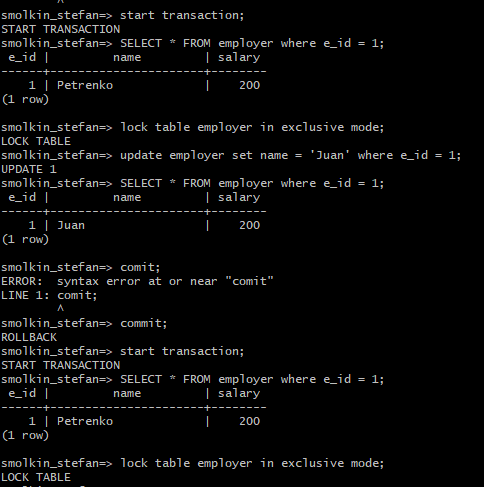 ^
smolkin_stefan=> start transaction;
START TRANSACTION
smolkin_stefan=> SELECT * FROM employer where e_id = 1;
 e_id |         name         | salary
------+----------------------+--------
    1 | Petrenko             |    200
(1 row)

smolkin_stefan=> lock table employer in exclusive mode;
LOCK TABLE
smolkin_stefan=> update employer set name = 'Juan' where e_id = 1;
UPDATE 1
smolkin_stefan=> SELECT * FROM employer where e_id = 1;
 e_id |         name         | salary
------+----------------------+--------
    1 | Juan                 |    200
(1 row)

smolkin_stefan=> comit;
ERROR:  syntax error at or near "comit"
LINE 1: comit;
        ^
smolkin_stefan=> commit;
ROLLBACK
smolkin_stefan=> start transaction;
START TRANSACTION
smolkin_stefan=> SELECT * FROM employer where e_id = 1;
 e_id |         name         | salary
------+----------------------+--------
    1 | Petrenko             |    200
(1 row)

smolkin_stefan=> lock table employer in exclusive mode;
LOCK TABLE